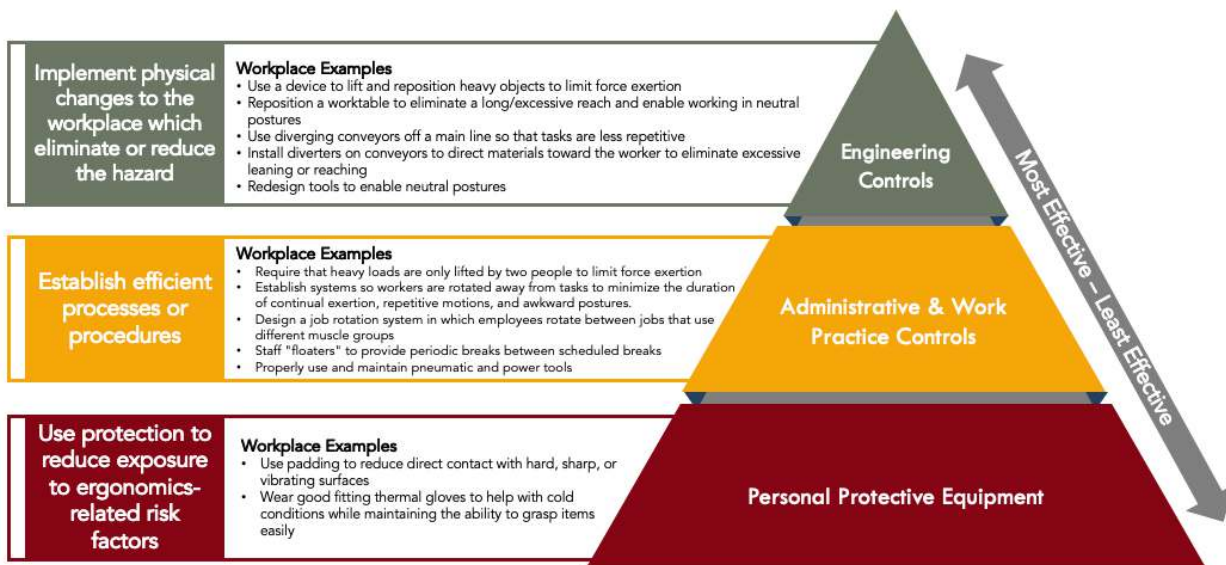 Implement physical
changes to the
workplace which
eliminate or reduce
the hazard
Workplace Examples
• Use a device to lift and reposition heavy objects to limit force exertion
• Reposition a worktable to eliminate a long/excessive reach and enable working in neutral
postures
• Use diverging conveyors off a main line so that tasks are less repetitive
• Install diverters on conveyors to direct materials toward the worker to eliminate excessive
leaning or reaching
• Redesign tools to enable neutral postures
Engineering
Controls
Most Effective – Least Effective
Establish efficient
processes or
procedures
Workplace Examples
• Require that heavy loads are only lifted by two people to limit force exertion
• Establish systems so workers are rotated away from tasks to minimize the duration
of continual exertion, repetitive motions, and awkward postures.
• Design a job rotation system in which employees rotate between jobs that use
different muscle groups
• Staff "floaters" to provide periodic breaks between scheduled breaks
• Properly use and maintain pneumatic and power tools
Administrative & Work
Practice Controls
Use protection to
reduce exposure
to ergonomics-
related risk
factors
Workplace Examples
• Use padding to reduce direct contact with hard, sharp, or
vibrating surfaces
• Wear good fitting thermal gloves to help with cold
conditions while maintaining the ability to grasp items
easily
Personal Protective Equipment